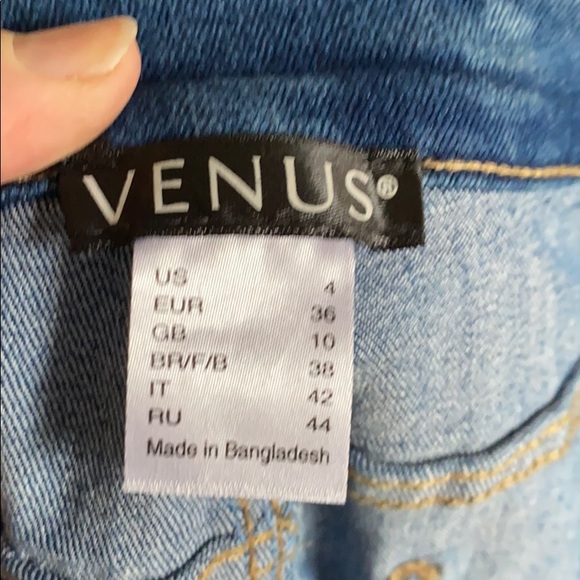 VENUS®
US 4
EUR 36
GB 10
BR/F/B 38
IT 42
RU 44
Made in Bangladesh